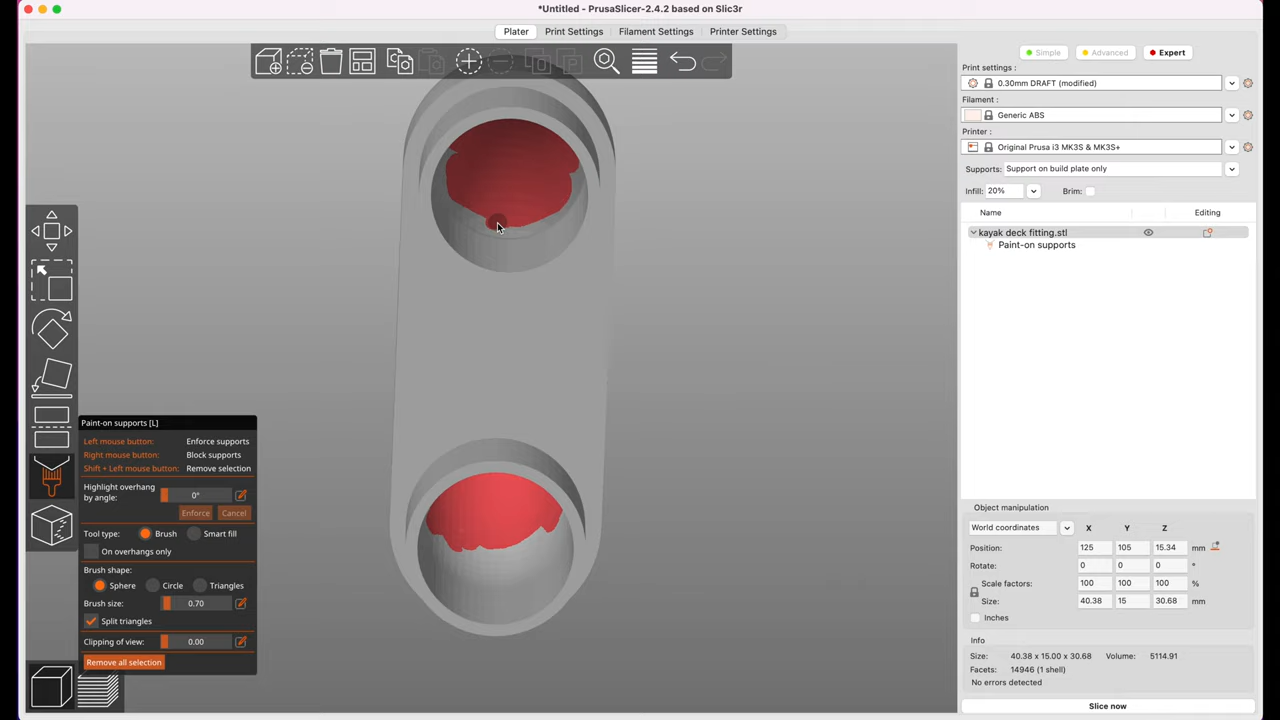 *Untitled - PrusaSlicer-2.4.2 based on Slic3r
Plater
Print Settings
Filament Settings
Printer Settings
Simple
Advanced
Expert
Print settings :
0.30mm DRAFT (modified)
Filament :
Generic ABS
Printer :
Original Prusa i3 MK3S & MK3S+
Supports: Support on build plate only
Infill: 20% Brim:
Name Editing
kayak deck fitting.stl
Paint-on supports
Paint-on supports [L]
Left mouse button: Enforce supports
Right mouse button: Block supports
Shift + Left mouse button: Remove selection
Highlight overhang
by angle: 0°
Enforce Cancel
Tool type: Brush Smart fill
On overhangs only
Brush shape:
Sphere Circle Triangles
Brush size: 0.70
Split triangles
Clipping of view: 0.00
Remove all selection
Object manipulation
World coordinates X Y Z
Position: 125 105 15.34 mm
Rotate: 0 0 0 °
Scale factors: 100 100 100 %
Size: 40.38 15 30.68 mm
Inches
Info
Size: 40.38 x 15.00 x 30.68 Volume: 5114.91
Facets: 14946 (1 shell)
No errors detected
Slice now